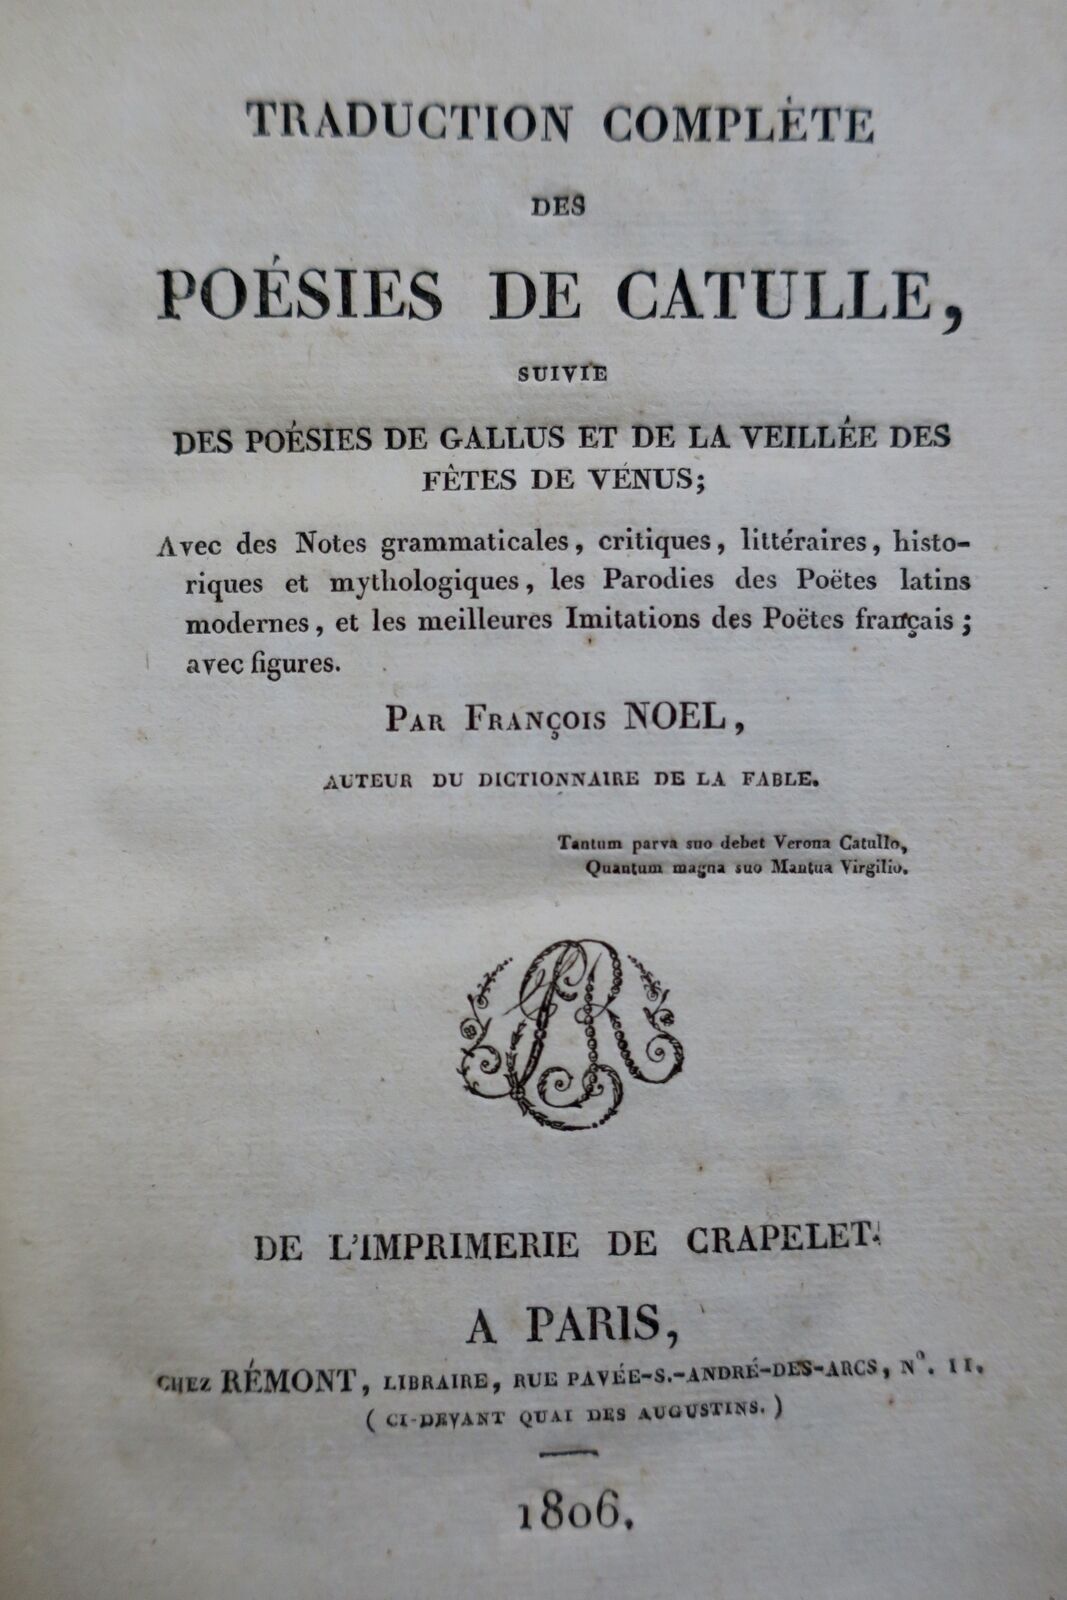 TRADUCTION COMPLÈTE
DES
POÉSIES DE CATULLE,
SUIVIE
DES POÉSIES DE GALLUS ET DE LA VEILLÉE DES
FÊTES DE VÉNUS;
Avec des Notes grammaticales, critiques, littéraires, histo-
riques et mythologiques, les Parodies des Poëtes latins
modernes, et les meilleures Imitations des Poëtes français;
avec figures.
PAR FRANÇOIS NOEL,
AUTEUR DU DICTIONNAIRE DE LA FABLE.
Tantum parva suo debet Verona Catullo,
Quantum magna suo Mantua Virgilio.
CR
DE L'IMPRIMERIE DE CRAPELET.
A PARIS,
CHEZ RÉMONT, LIBRAIRE, RUE PAVÉE-S.-ANDRÉ-DES-ARCS, N°. 11.
(CI-DEVANT QUAI DES AUGUSTINS.)
1806.